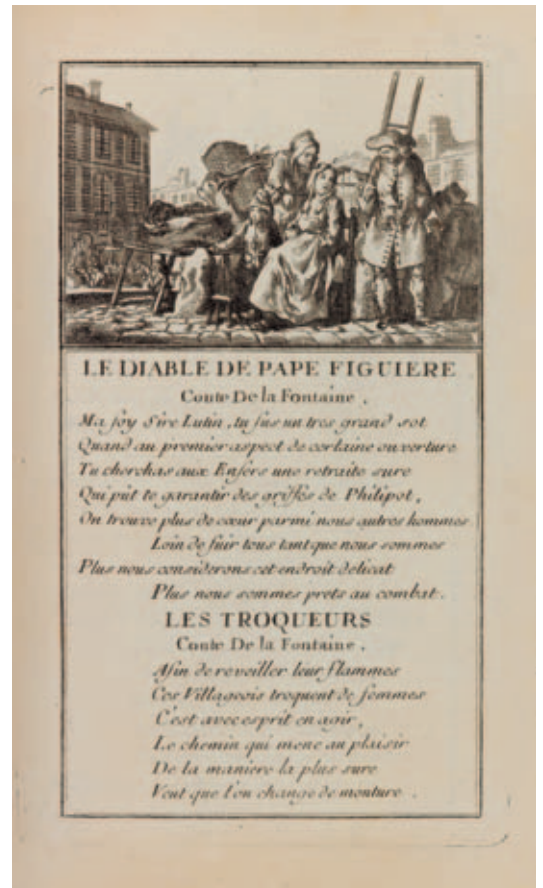 LE DIABLE DE PAPE FIGUIERE
Conte De la Fontaine.
Ma foy Sire Lutin, tu fus un tres grand sot
Quand au premier aspect de certaine ouverture
Tu cherchas aux Enfers une retraite sure
Qui pût te garantir des griffes de Philipot,
On trouve plus de cœur parmi nous autres hommes
Loin de fuir tous tant que nous sommes
Plus nous considerons cet endroit delicat
Plus nous sommes prets au combat.
LES TROQUEURS
Conte De la Fontaine.
Afin de reveiller leur flammes
Ces Villageois troquent de femmes
C'est avec esprit en agir,
Le chemin qui mene au plaisir
De la maniere la plus sure
Veut que l'on change de monture.